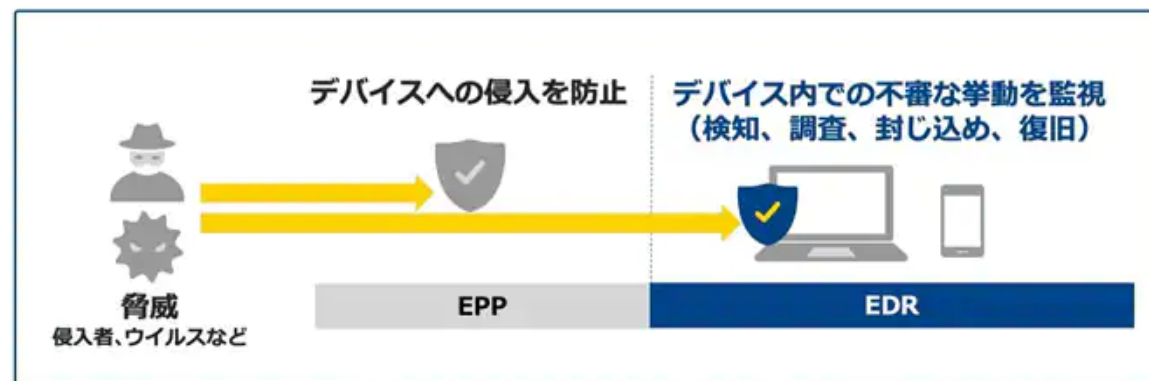 デバイスへの侵入を防止
デバイス内での不審な挙動を監視
（検知、調査、封じ込め、復旧）
脅威
侵入者、ウイルスなど
EPP
EDR